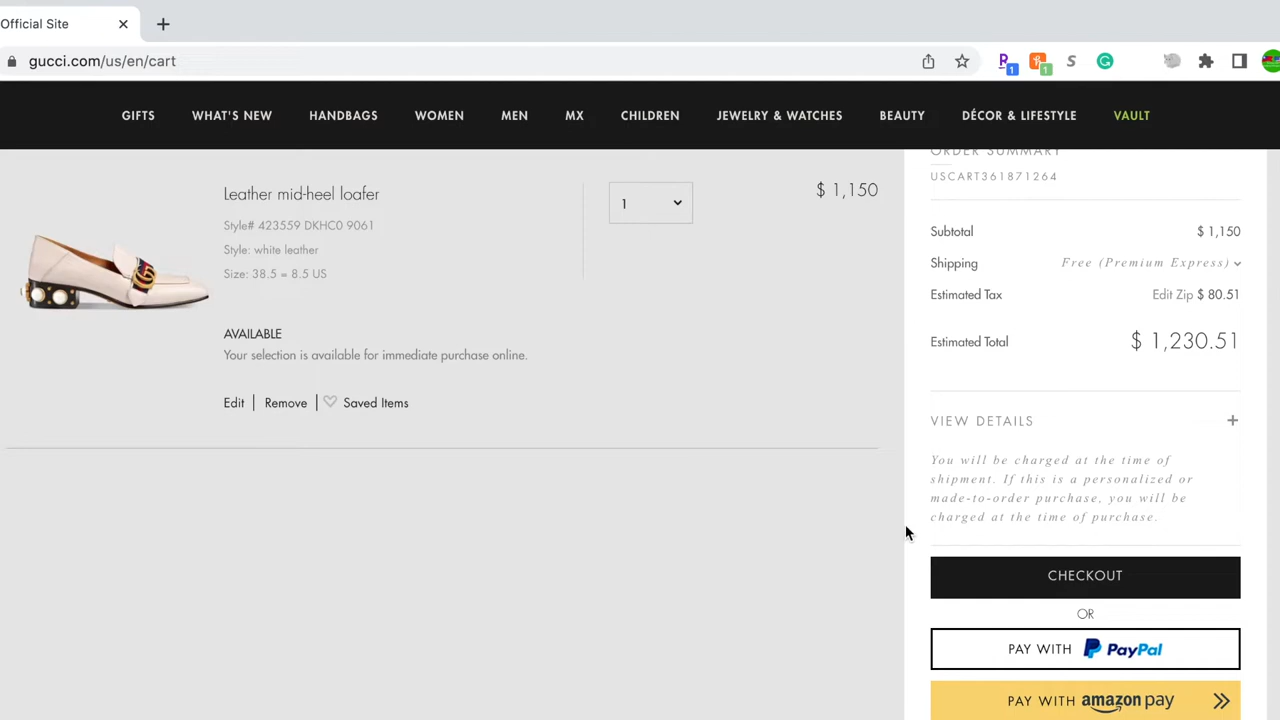 Official Site
gucci.com/us/en/cart
1
1
S
GIFTS WHAT'S NEW HANDBAGS WOMEN MEN MX CHILDREN JEWELRY & WATCHES BEAUTY DÉCOR & LIFESTYLE VAULT
Leather mid-heel loafer
Style# 423559 DKHC0 9061
Style: white leather
Size: 38.5 = 8.5 US
1
$ 1,150
AVAILABLE
Your selection is available for immediate purchase online.
Edit | Remove | Saved Items
ORDER SUMMARY
USCART361871264
Subtotal $ 1,150
Shipping Free (Premium Express)
Estimated Tax Edit Zip $ 80.51
Estimated Total $ 1,230.51
VIEW DETAILS +
You will be charged at the time of
shipment. If this is a personalized or
made-to-order purchase, you will be
charged at the time of purchase.
CHECKOUT
OR
PAY WITH PayPal
PAY WITH amazon pay